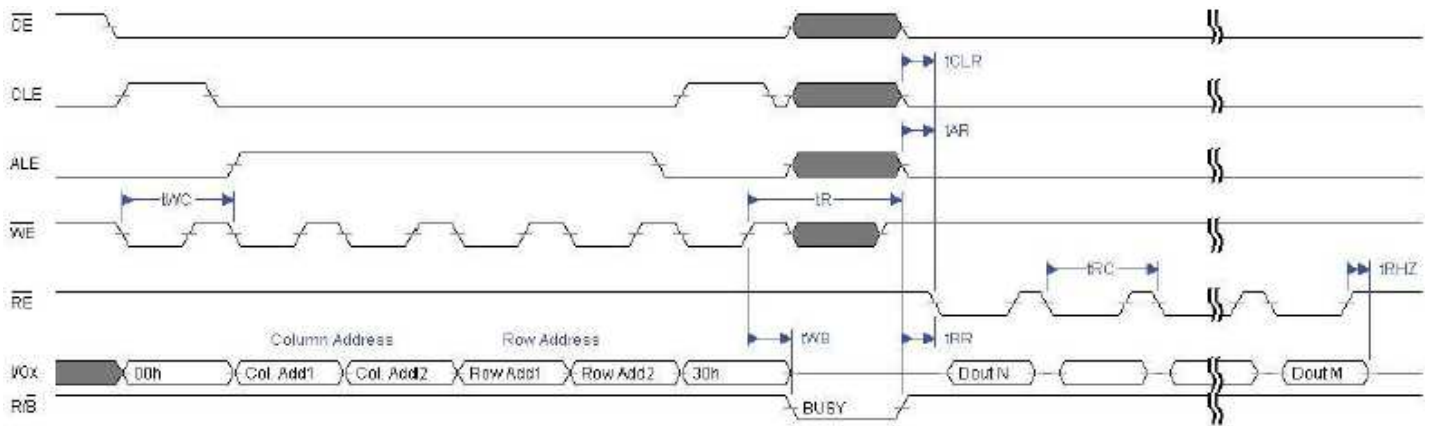 CE
tCLR
CLE
tAR
ALE
tWC
tR
WE
tRC
tRHZ
RE
Column Address
Row Address
tWB
tRR
I/Ox
00h
Col. Add1
Col. Add2
Row Add1
Row Add2
30h
Dout N
Dout M
R/B
BUSY